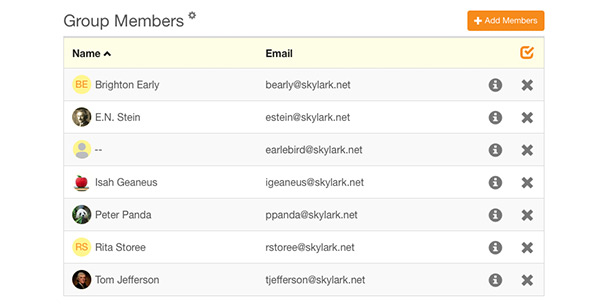 Group Members
+ Add Members
Name Email
BE Brighton Early bearly@skylark.net
E.N. Stein estein@skylark.net
-- earlebird@skylark.net
Isah Geaneus igeaneus@skylark.net
Peter Panda ppanda@skylark.net
RS Rita Storee rstoree@skylark.net
Tom Jefferson tjefferson@skylark.net